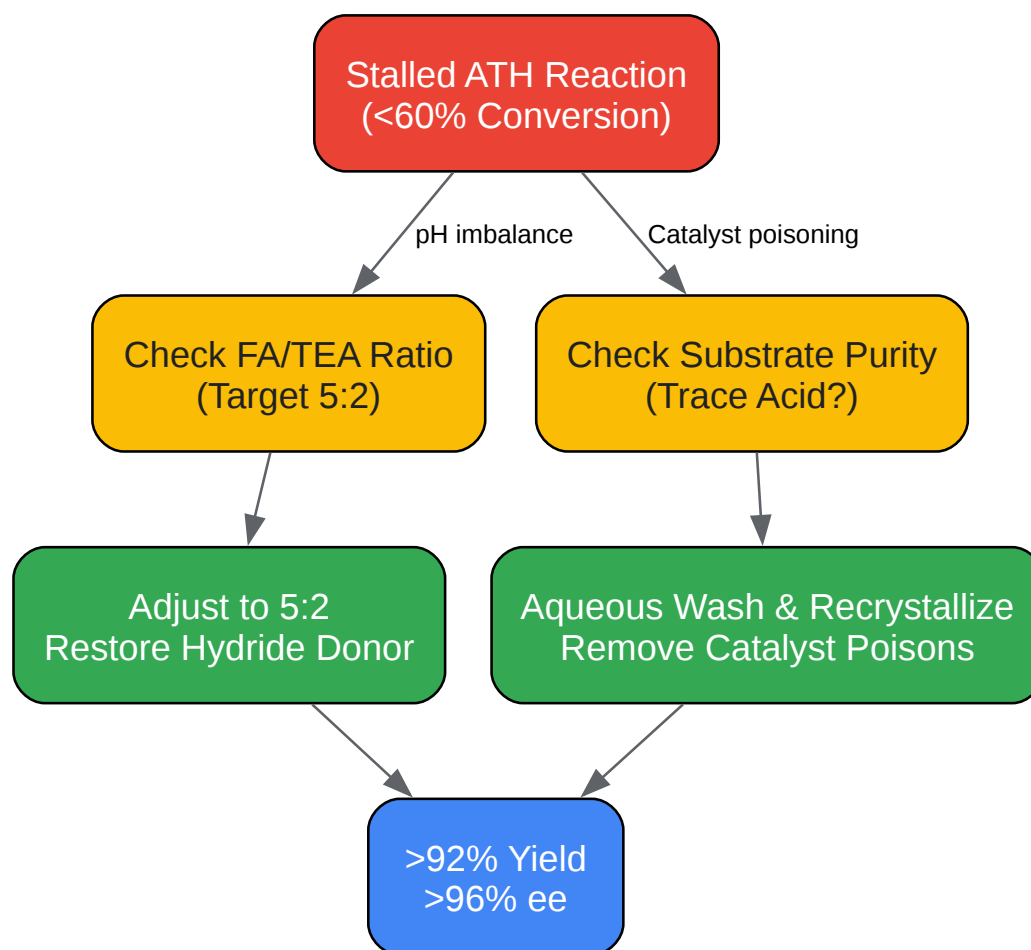 Stalled ATH Reaction
(<60% Conversion)
pH imbalance
Catalyst poisoning
Check FA/TEA Ratio
(Target 5:2)
Check Substrate Purity
(Trace Acid?)
Adjust to 5:2
Restore Hydride Donor
Aqueous Wash & Recrystallize
Remove Catalyst Poisons
>92% Yield
>96% ee